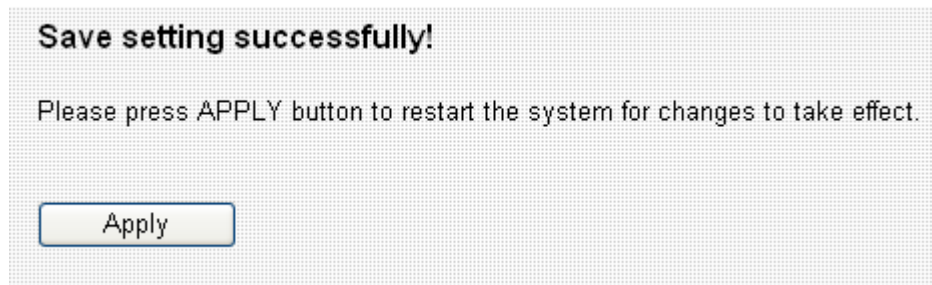 Save setting successfully!
Please press APPLY button to restart the system for changes to take effect.
Apply